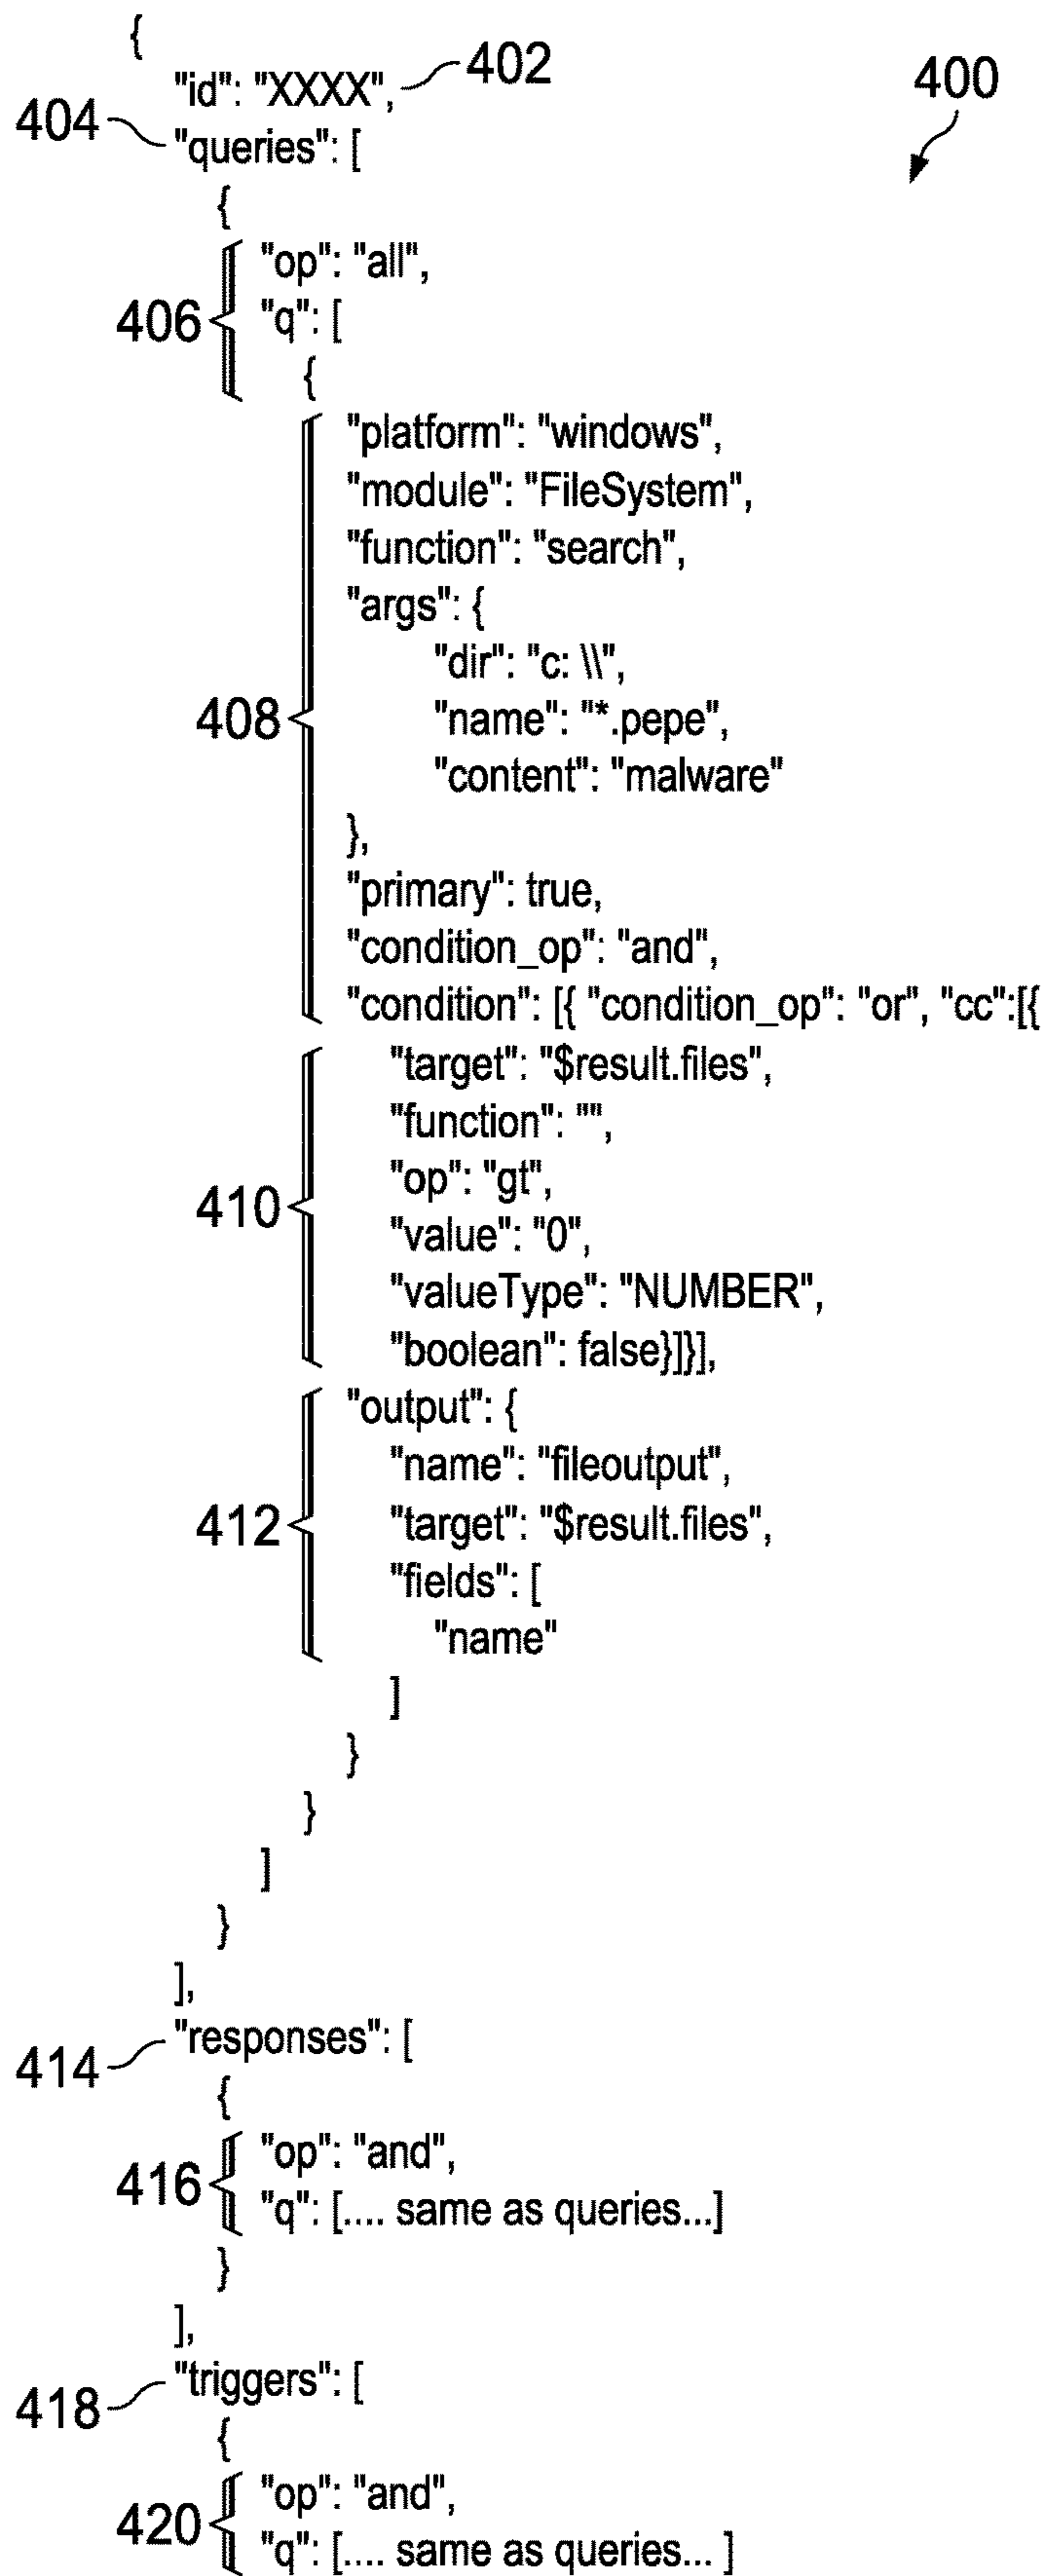 {
"id": "XXXX", 402
400
404 "queries": [
{
"op": "all",
406 "q": [
{
"platform": "windows",
"module": "FileSystem",
"function": "search",
"args": {
"dir": "c: \\",
408 "name": "*.pepe",
"content": "malware"
},
"primary": true,
"condition_op": "and",
"condition": [{ "condition_op": "or", "cc":[{
"target": "$result.files",
"function": "",
"op": "gt",
410 "value": "0",
"valueType": "NUMBER",
"boolean": false}]}],
"output": {
"name": "fileoutput",
412 "target": "$result.files",
"fields": [
"name"
]
}
}
]
}
],
414 "responses": [
{
"op": "and",
416 "q": [.... same as queries...]
}
],
418 "triggers": [
{
"op": "and",
420 "q": [.... same as queries... ]